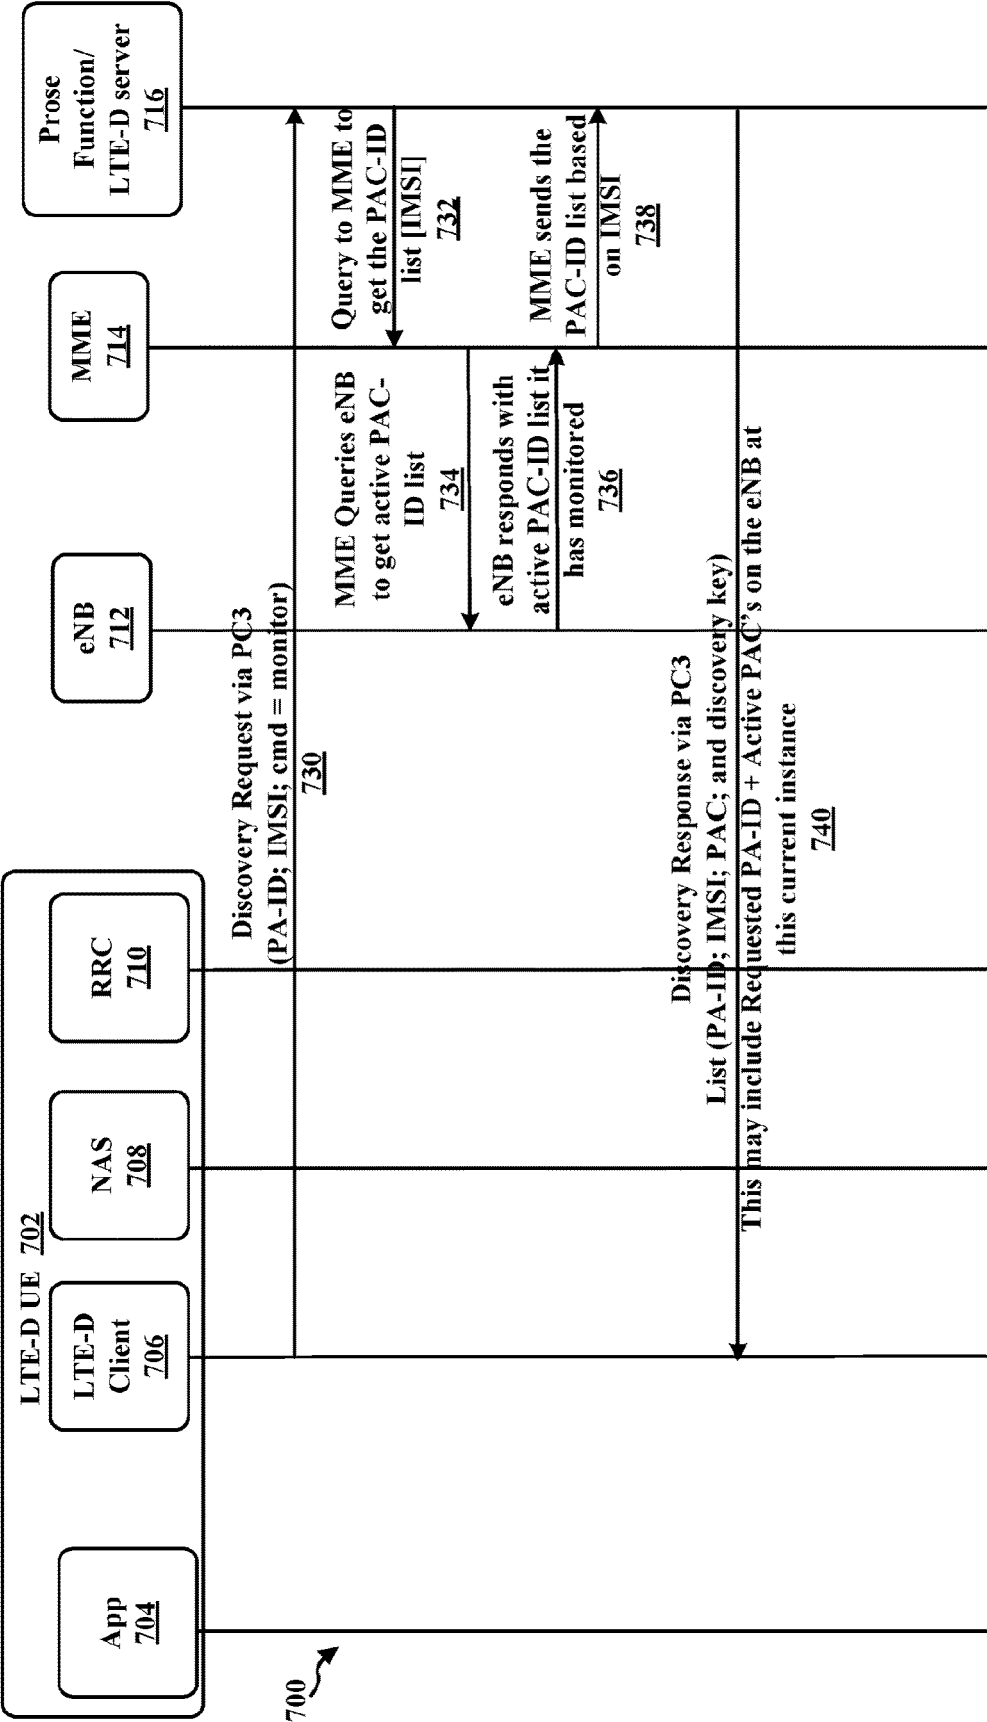 LTE-D UE 702
App
704
LTE-D
Client
706
NAS
708
RRC
710
eNB
712
MME
714
Prose
Function/
LTE-D server
716
700
Discovery Request via PC3
(PA-ID; IMSI; cmd = monitor)
730
Query to MME to
get the PAC-ID
list [IMSI]
732
MME Queries eNB
to get active PAC-
ID list
734
eNB responds with
active PAC-ID list it
has monitored
736
MME sends the
PAC-ID list based
on IMSI
738
Discovery Response via PC3
List (PA-ID; IMSI; PAC; and discovery key)
This may include Requested PA-ID + Active PAC's on the eNB at
this current instance
740